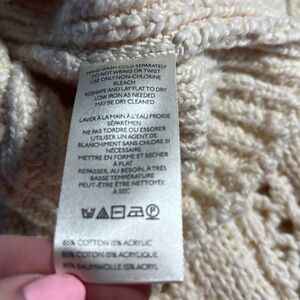 HAND WASH COLD SEPARATELY
DO NOT WRING OR TWIST
USE ONLY NON-CHLORINE
BLEACH
RESHAPE AND LAY FLAT TO DRY
LOW IRON AS NEEDED
MAY BE DRY CLEANED
LAVER À LA MAIN À L'EAU FROIDE
SÉPARÉMEN
NE PAS TORDRE OU ESSORER
UTILISER UN AGENT DE
BLANCHIMENT SANS CHLORE SI
NÉCESSAIRE
METTRE EN FORME ET SÉCHER
À PLAT
REPASSER, AU BESOIN, À TRÈS
BASSE TEMPÉRATURE
PEUT-ÊTRE ÊTRE NETTOYÉE
À SEC
P
85% COTTON 15% ACRYLIC
85% COTON 15% ACRYLIQUE
85% BAUMWOLLE 15% ACRYL